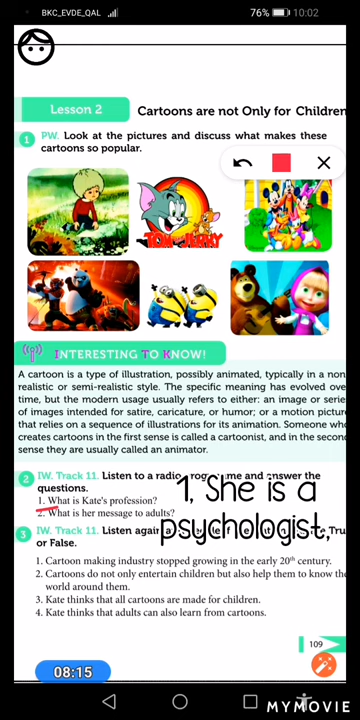 BKC_EVDE_QAL
76% 10:02
Lesson 2 Cartoons are not Only for Children
1 PW. Look at the pictures and discuss what makes these
cartoons so popular.
TOM AND JERRY
INTERESTING TO KNOW!
A cartoon is a type of illustration, possibly animated, typically in a non
realistic or semi-realistic style. The specific meaning has evolved ove
time, but the modern usage usually refers to either: an image or serie
of images intended for satire, caricature, or humor; or a motion pictur
that relies on a sequence of illustrations for its animation. Someone who
creates cartoons in the first sense is called a cartoonist, and in the secon
sense they are usually called an animator.
2 IW. Track 11. Listen to a radio and answer the
questions.
1. What is Kate's profession?
2. What is her message to adults?
1, She is a
psychologist,
3 IW. Track 11. Listen agai Tru
or False.
1. Cartoon making industry stopped growing in the early 20th century.
2. Cartoons do not only entertain children but also help them to know the
world around them.
3. Kate thinks that all cartoons are made for children.
4. Kate thinks that adults can also learn from cartoons.
109
08:15
MYMOVIE